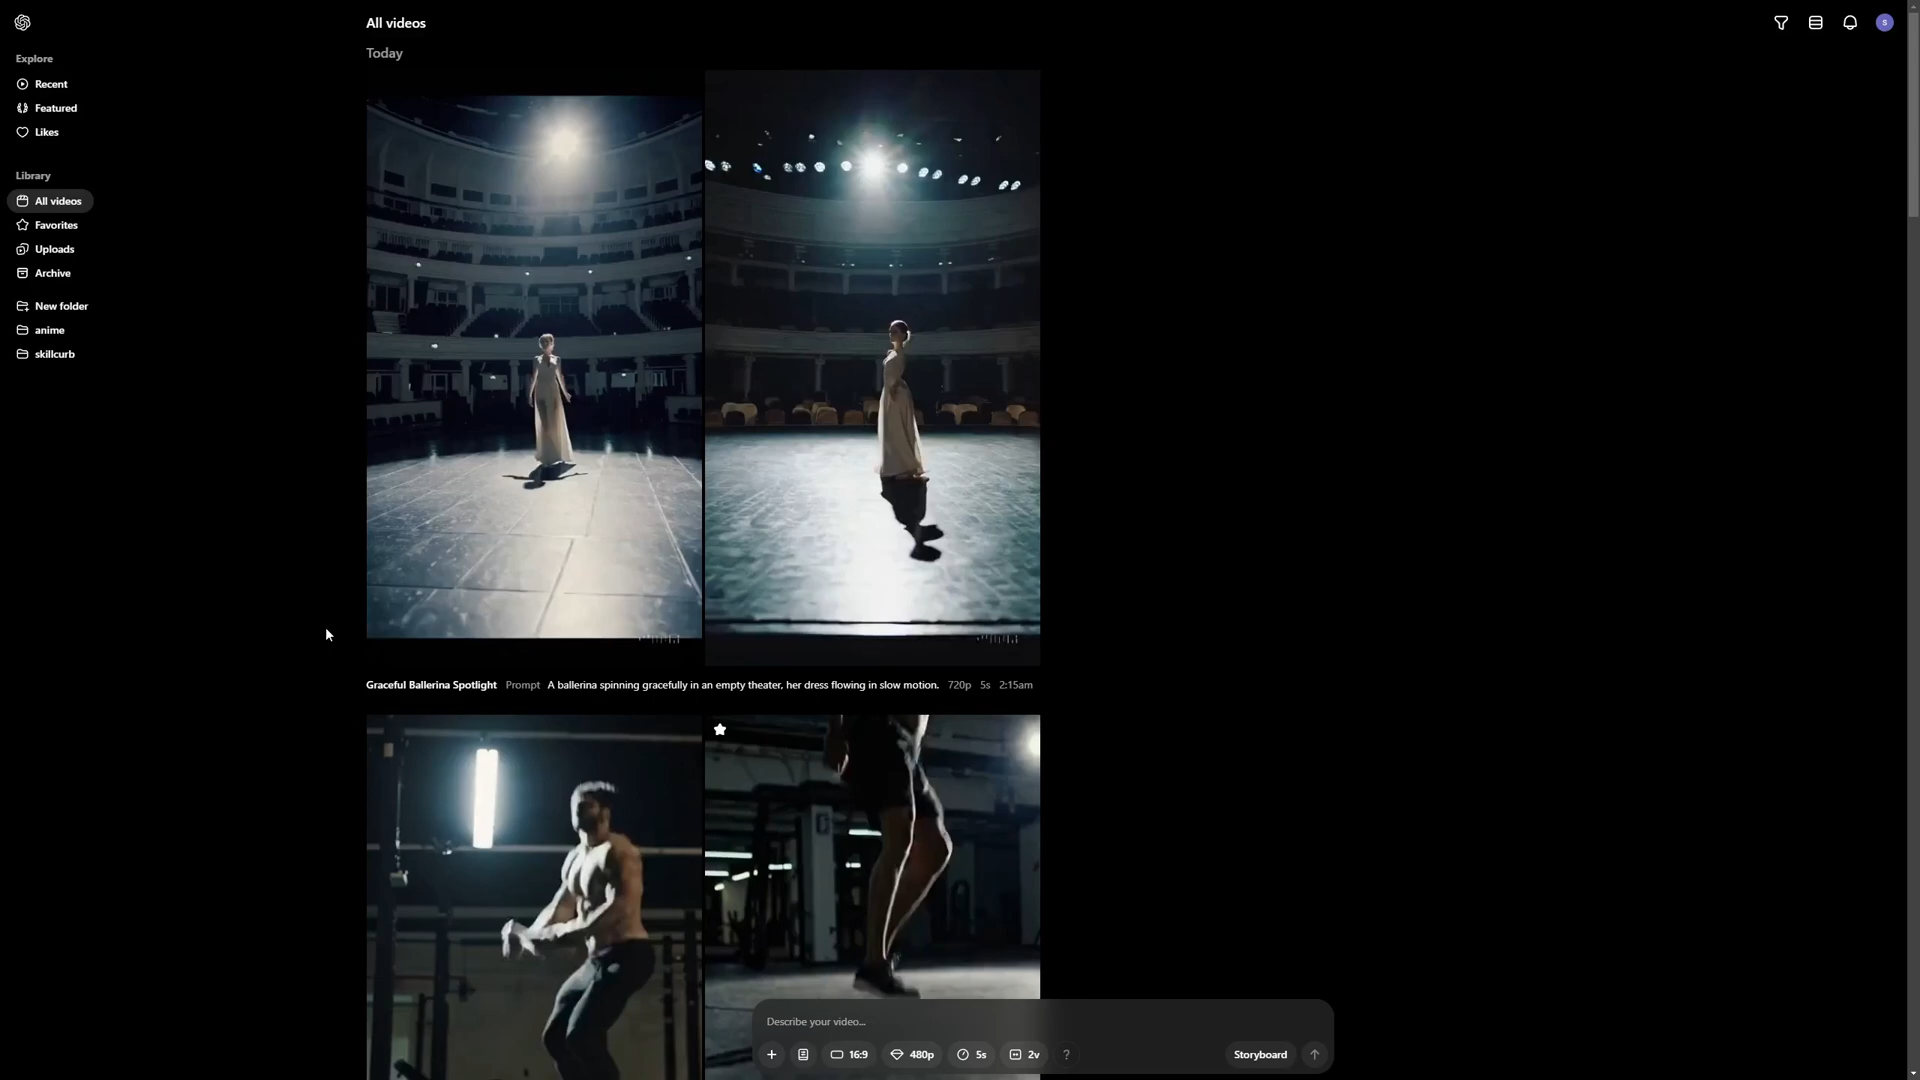 All videos
Today
Explore
Recent
Featured
Likes
Library
All videos
Favorites
Uploads
Archive
New folder
anime
skillcurb
S
Graceful Ballerina Spotlight Prompt A ballerina spinning gracefully in an empty theater, her dress flowing in slow motion. 720p 5s 2:15am
Describe your video...
16:9 480p 5s 2v ? Storyboard